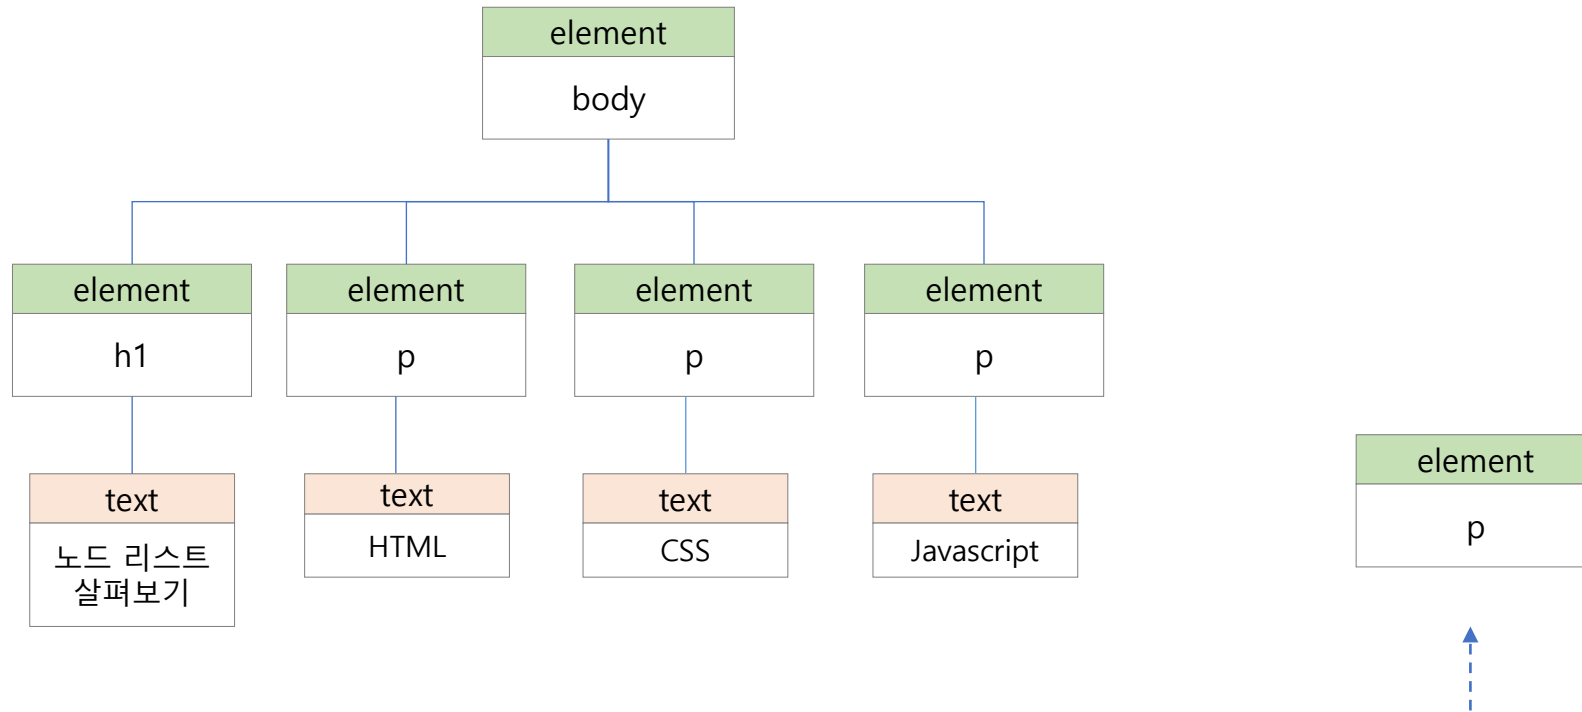 element
body
element
h1
element
p
element
p
element
p
text
노드 리스트
살펴보기
text
HTML
text
CSS
text
Javascript
element
p